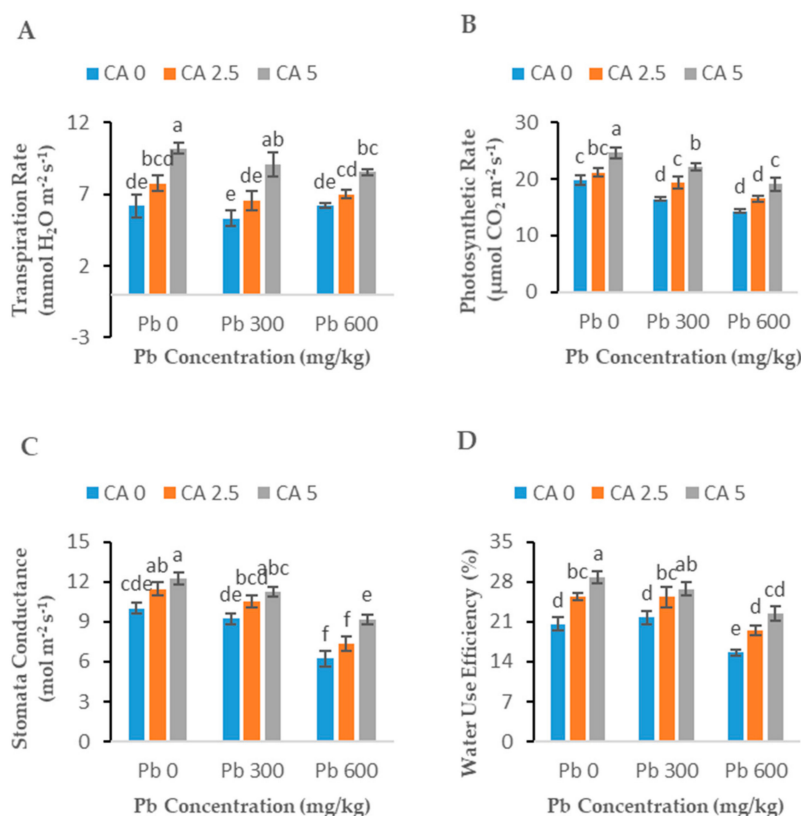 A
CA 0 CA 2.5 CA 5
Transpiration Rate
(mmol H₂O m⁻² s⁻¹)
12
7
2
-3
de bcd a
e de ab
de cd bc
Pb 0 Pb 300 Pb 600
Pb Concentration (mg/kg)
B
CA 0 CA 2.5 CA 5
Photosynthetic Rate
(µmol CO₂ m⁻² s⁻¹)
30
20
10
0
c bc a
d c b
d d c
Pb 0 Pb 300 Pb 600
Pb Concentration (mg/kg)
C
CA 0 CA 2.5 CA 5
Stomata Conductance
(mol m⁻² s⁻¹)
15
12
9
6
3
0
cde ab a
de bcd abc
f f e
Pb 0 Pb 300 Pb 600
Pb Concentration (mg/kg)
D
CA 0 CA 2.5 CA 5
Water Use Efficiency (%)
35
28
21
14
7
0
d bc a
d bc ab
e d cd
Pb 0 Pb 300 Pb 600
Pb Concentration (mg/kg)